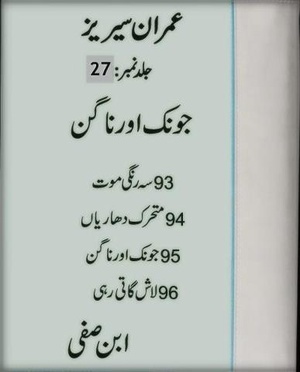 عمران سیریز
جلد نمبر: 27
جونک اور ناگن
93 سہ رنگی موت
94 متحرک دھاریاں
95 جونک اور ناگن
96 لاش گاتی رہی
ابن صفی